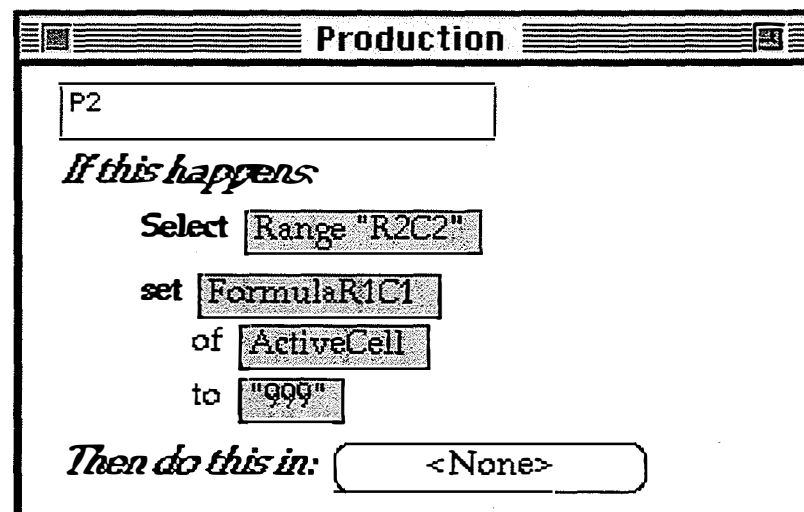 Production
P2
If this happens:
Select Range "R2C2"
set FormulaR1C1
of ActiveCell
to "999"
Then do this in: <None>